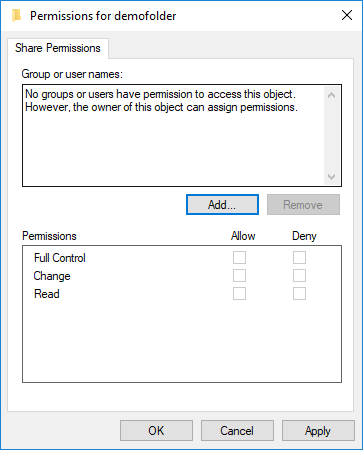 Permissions for demofolder
Share Permissions
Group or user names:
No groups or users have permission to access this object.
However, the owner of this object can assign permissions.
Add...
Remove
Permissions
Allow
Deny
Full Control
Change
Read
OK
Cancel
Apply